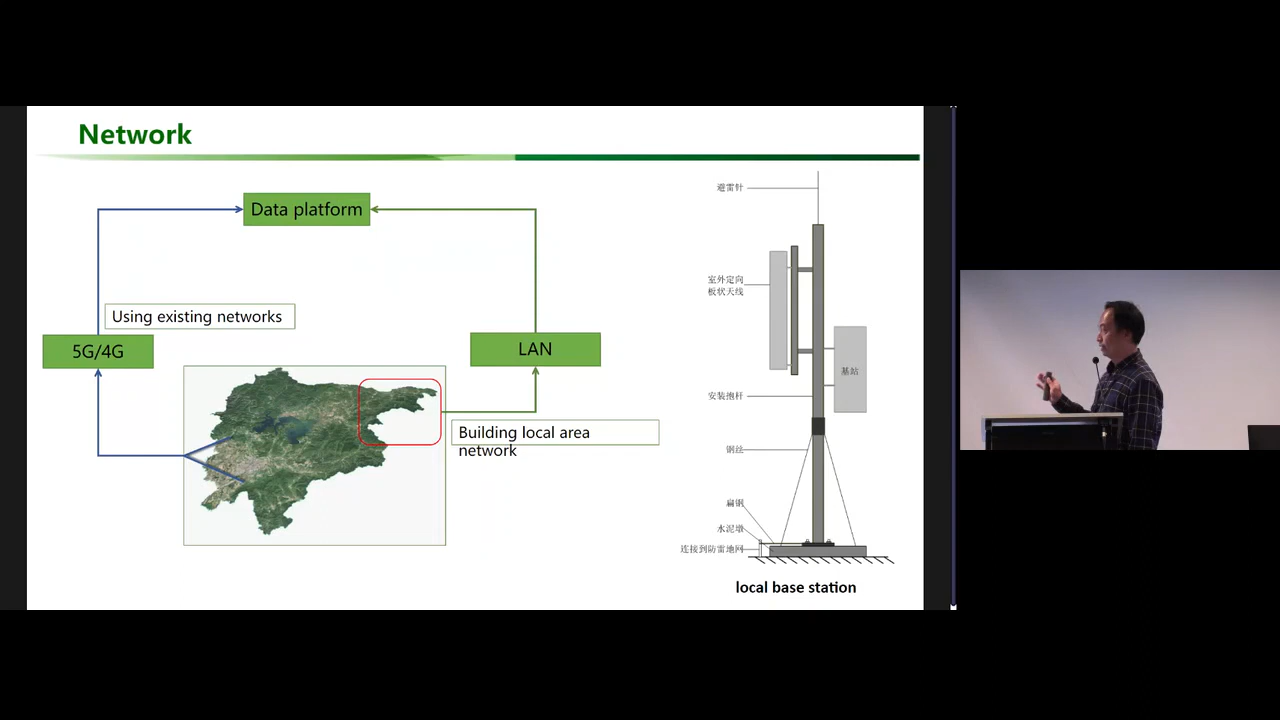 Network
Data platform
Using existing networks
5G/4G
LAN
Building local area
network
避雷针
室外定向
板状天线
基站
安装抱杆
钢丝
扁钢
水泥墩
连接到防雷地网
local base station